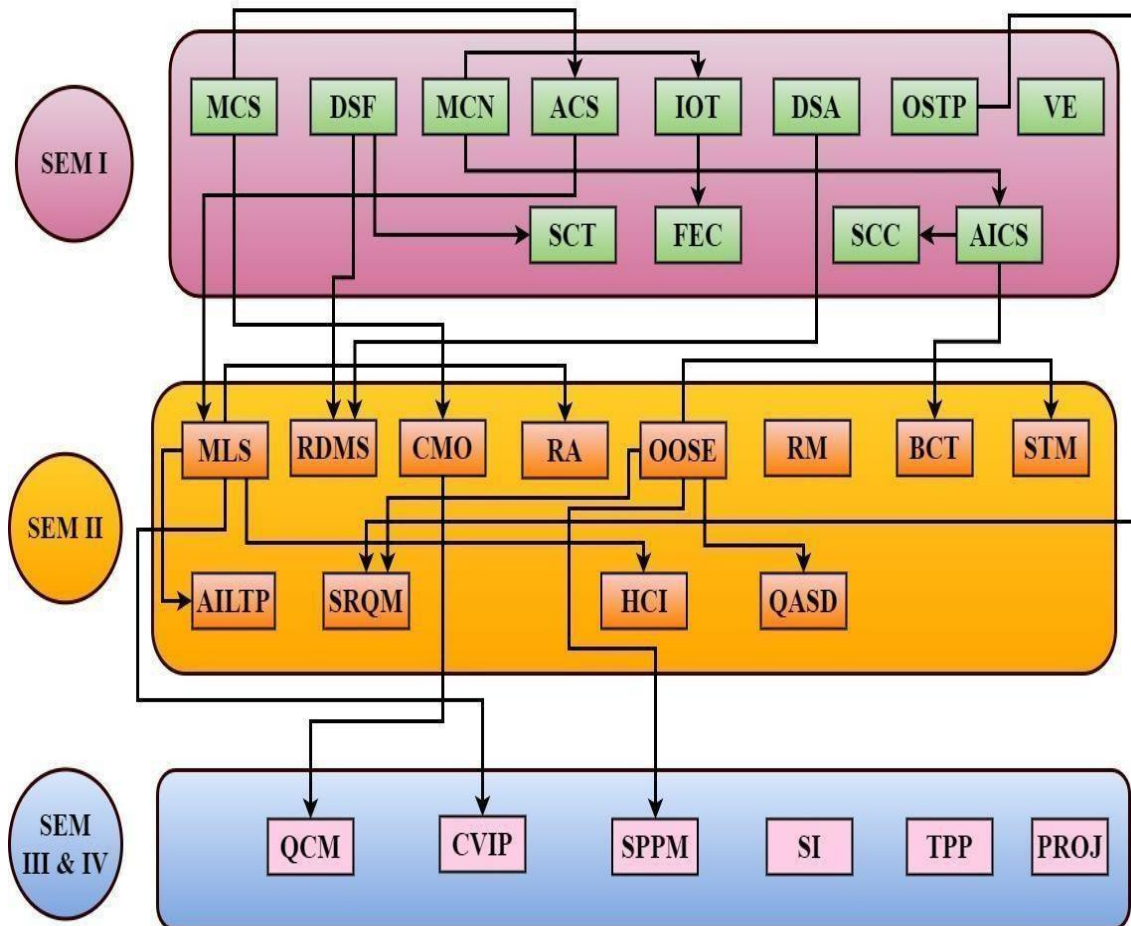 MCS
DSF
MCN
ACS
IOT
DSA
OSTP
VE
SEM I
SCT
FEC
SCC
AICS
MLS
RDMS
CMO
RA
OOSE
RM
BCT
STM
SEM II
AILTP
SRQM
HCI
QASD
SEM
III & IV
QCM
CVIP
SPPM
SI
TPP
PROJ